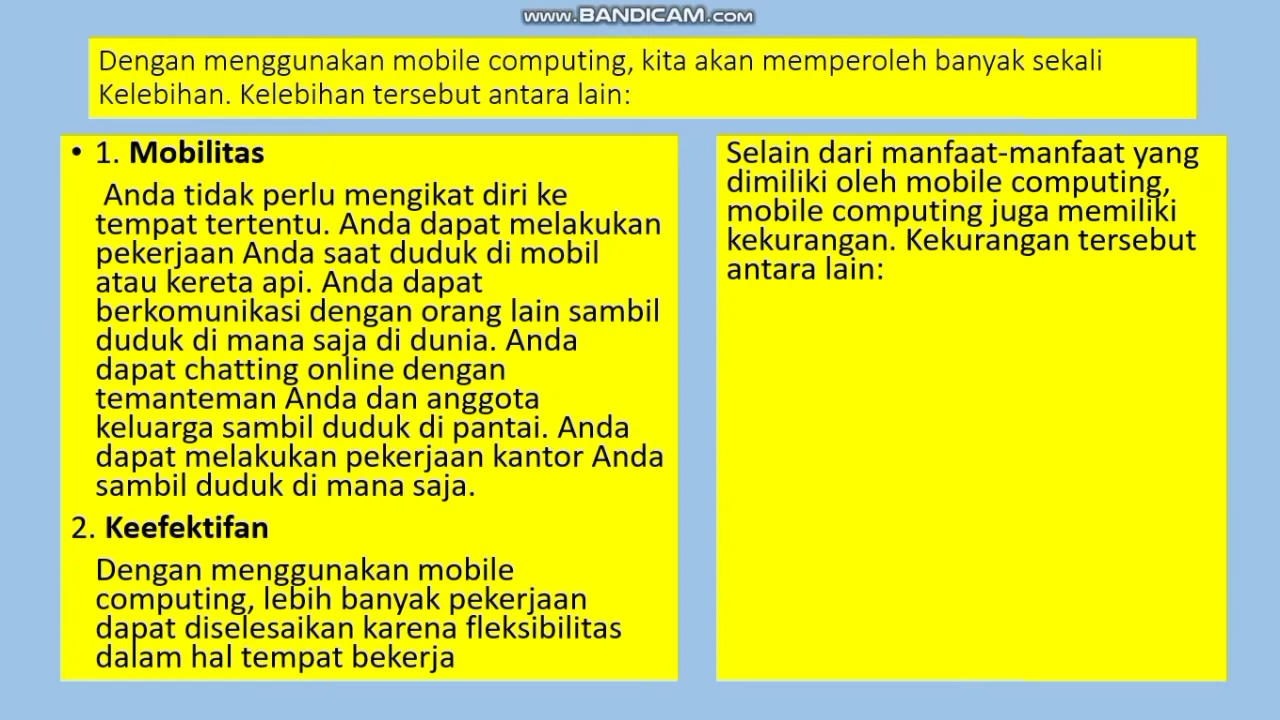 www.BANDICAM.com
Dengan menggunakan mobile computing, kita akan memperoleh banyak sekali
Kelebihan. Kelebihan tersebut antara lain:
• 1. Mobilitas
Anda tidak perlu mengikat diri ke
tempat tertentu. Anda dapat melakukan
pekerjaan Anda saat duduk di mobil
atau kereta api. Anda dapat
berkomunikasi dengan orang lain sambil
duduk di mana saja di dunia. Anda
dapat chatting online dengan
temanteman Anda dan anggota
keluarga sambil duduk di pantai. Anda
dapat melakukan pekerjaan kantor Anda
sambil duduk di mana saja.
2. Keefektifan
Dengan menggunakan mobile
computing, lebih banyak pekerjaan
dapat diselesaikan karena fleksibilitas
dalam hal tempat bekerja
Selain dari manfaat-manfaat yang
dimiliki oleh mobile computing,
mobile computing juga memiliki
kekurangan. Kekurangan tersebut
antara lain: